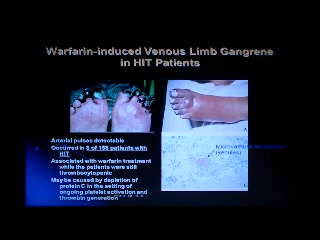 Warfarin-induced Venous Limb Gangrene
in HIT Patients
Arterial pulses detectable
Occurred in 8 of 158 patients with
HIT
Associated with warfarin treatment
while the patients were still
thrombocytopenic
May be caused by depletion of
protein C in the setting of
ongoing platelet activation and
thrombin generation
A
Microvascular
(venules)